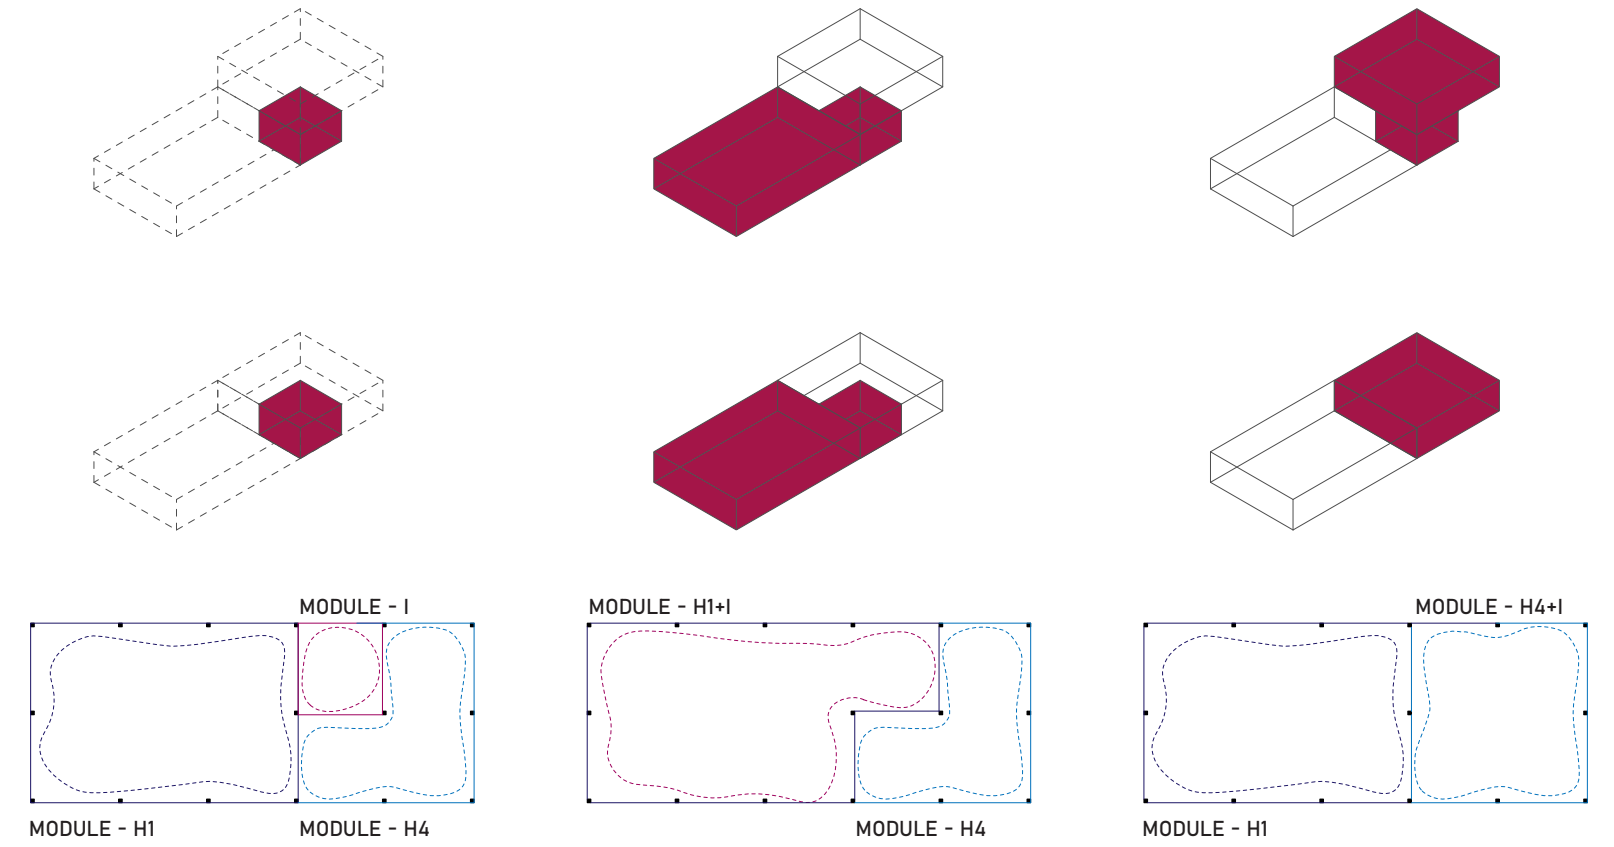 MODULE - I
MODULE - H1+I
MODULE - H4+I
MODULE - H1
MODULE - H4
MODULE - H4
MODULE - H1